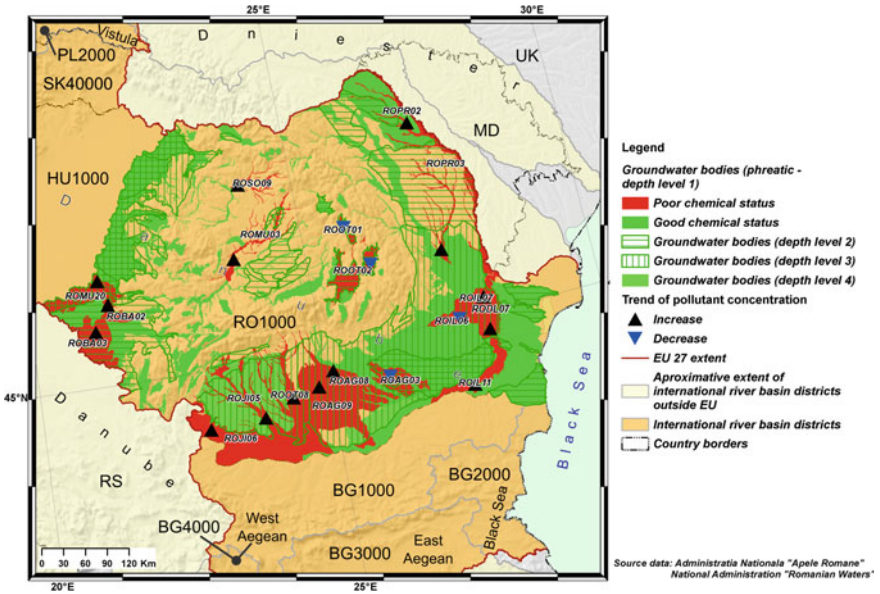 25°E
30°E
Vistula
D n i e s t e r
PL2000
SK40000
UK
MD
HU1000
ROPR02
ROPR03
ROSO09
ROMU03
ROOT01
ROOT02
ROMU20
ROBA02
ROBA03
RO1000
ROIL07
RODL07
ROIL06
ROIL11
ROAG08
ROAG03
ROAG09
ROOT08
ROJI05
ROJI06
45°N
D a n u b e
D a n u b e
Black Sea
RS
BG1000
BG2000
BG4000
West
Aegean
BG3000
East
Aegean
Black Sea
0 30 60 90 120
Km
20°E
25°E
Legend
Groundwater bodies (phreatic -
depth level 1)
Poor chemical status
Good chemical status
Groundwater bodies (depth level 2)
Groundwater bodies (depth level 3)
Groundwater bodies (depth level 4)
Trend of pollutant concentration
Increase
Decrease
EU 27 extent
Aproximative extent of
international river basin districts
outside EU
International river basin districts
Country borders
Source data: Administratia Nationala "Apele Romane"
National Administration "Romanian Waters"